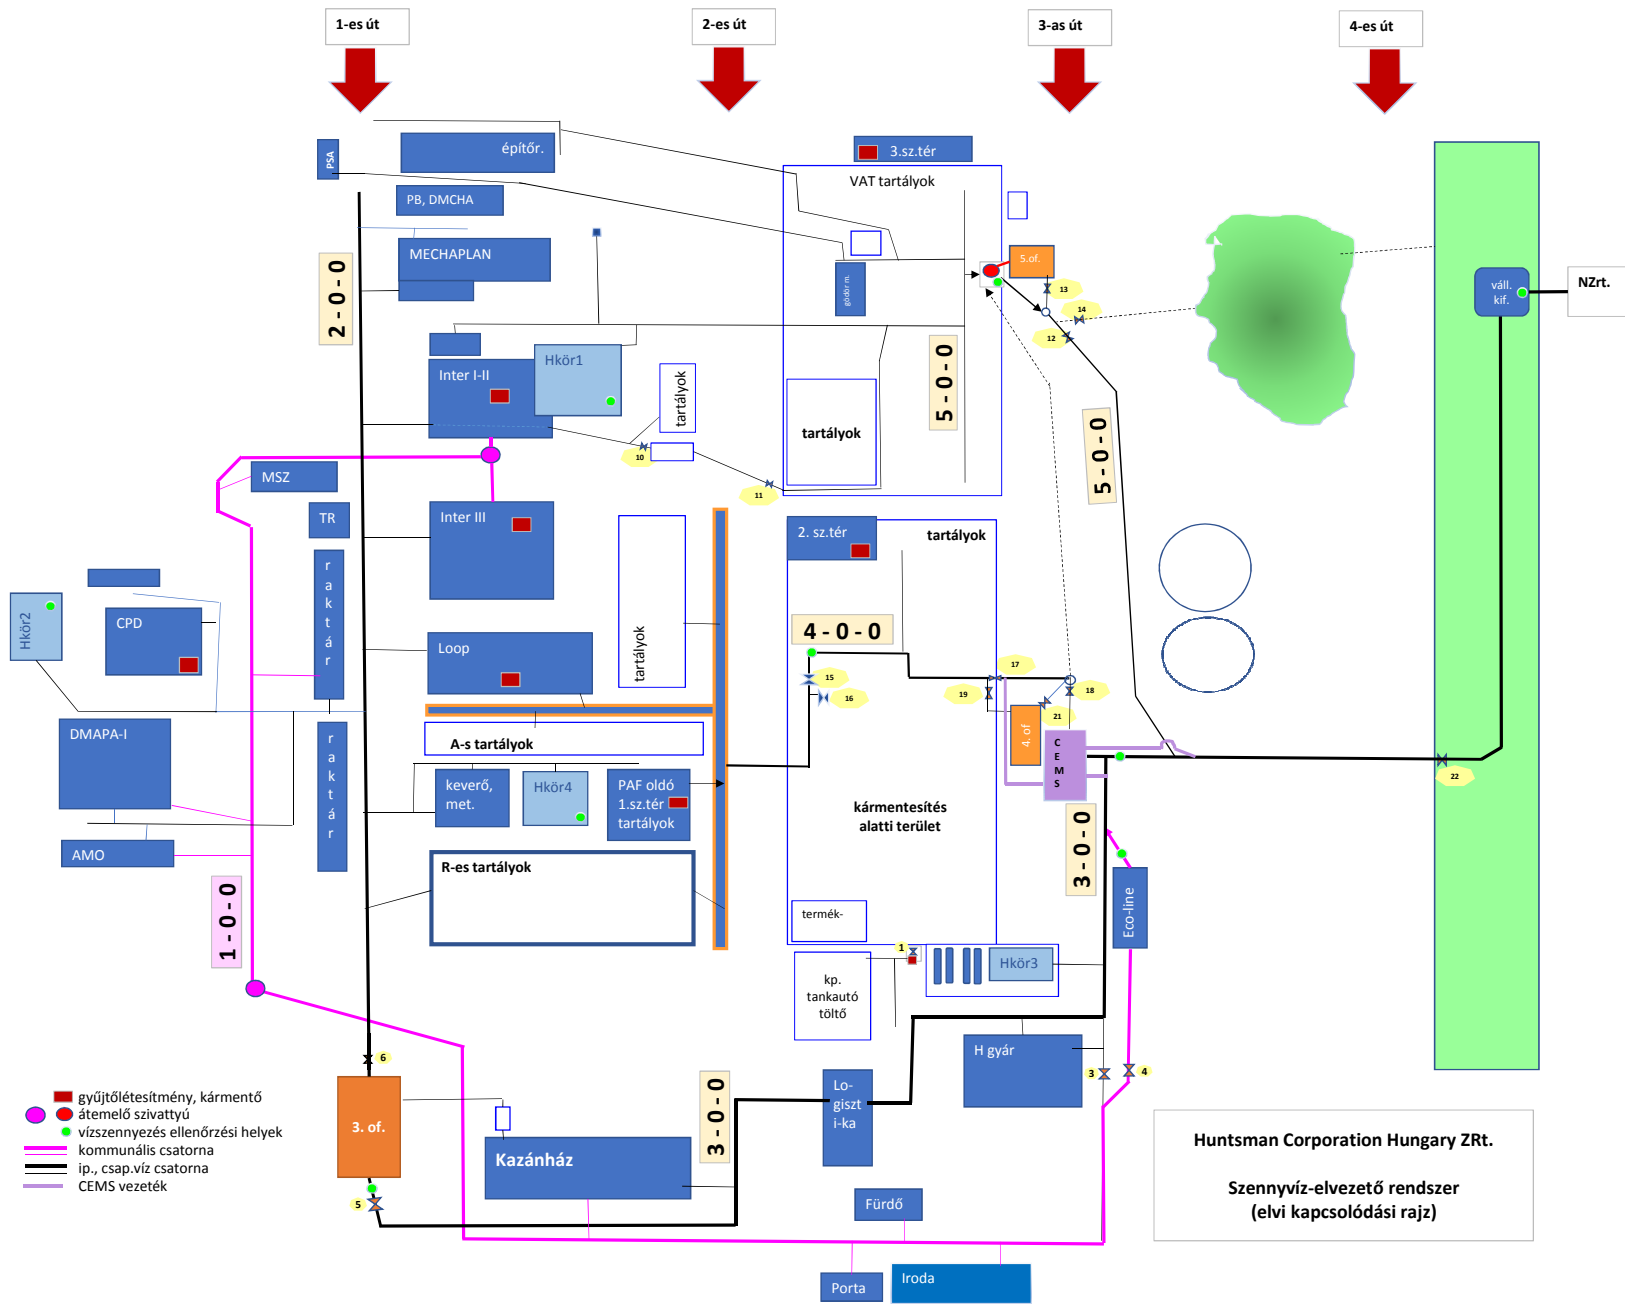 1-es út
2-es út
3-as út
4-es út
PSA
építőr.
3.sz.tér
VAT tartályok
PB, DMCHA
MECHAPLAN
2 - 0 - 0
gödör m.
5.of.
13
14
12
váll.
kif.
NZrt.
Hkör1
Inter I-II
tartályok
tartályok
5 - 0 - 0
5 - 0 - 0
10
11
MSZ
TR
Inter III
2. sz.tér
tartályok
raktár
tartályok
Hkör2
CPD
Loop
4 - 0 - 0
15
16
17
18
19
21
4. of
CEMS
22
DMAPA-I
raktár
A-s tartályok
keverő,
met.
Hkör4
PAF oldó
1.sz.tér
tartályok
kármentesítés
alatti terület
3 - 0 - 0
AMO
R-es tartályok
1 - 0 - 0
Eco-line
termék-
1
Hkör3
kp.
tankautó
töltő
H gyár
3
4
6
3. of.
5
Kazánház
3 - 0 - 0
Lo-
giszt
i-ka
Fürdő
Porta
Iroda
gyűjtőlétesítmény, kármentő
átemelő szivattyú
vízszennyezés ellenőrzési helyek
kommunális csatorna
ip., csap.víz csatorna
CEMS vezeték
Huntsman Corporation Hungary ZRt.
Szennyvíz-elvezető rendszer
(elvi kapcsolódási rajz)